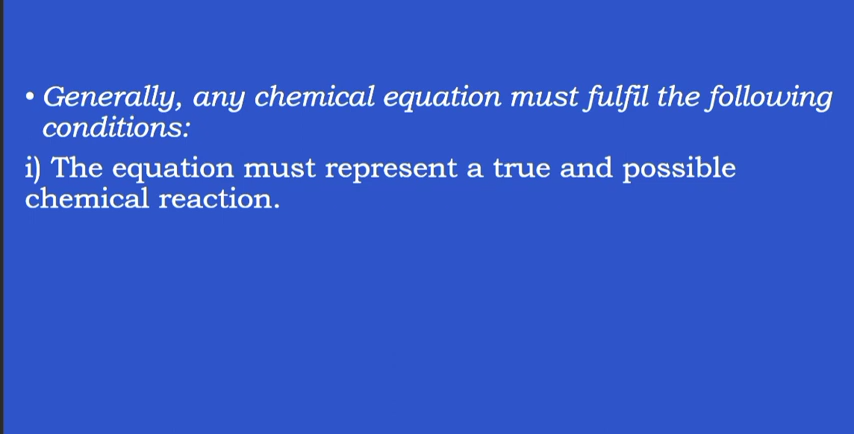 • Generally, any chemical equation must fulfil the following
conditions:
i) The equation must represent a true and possible
chemical reaction.